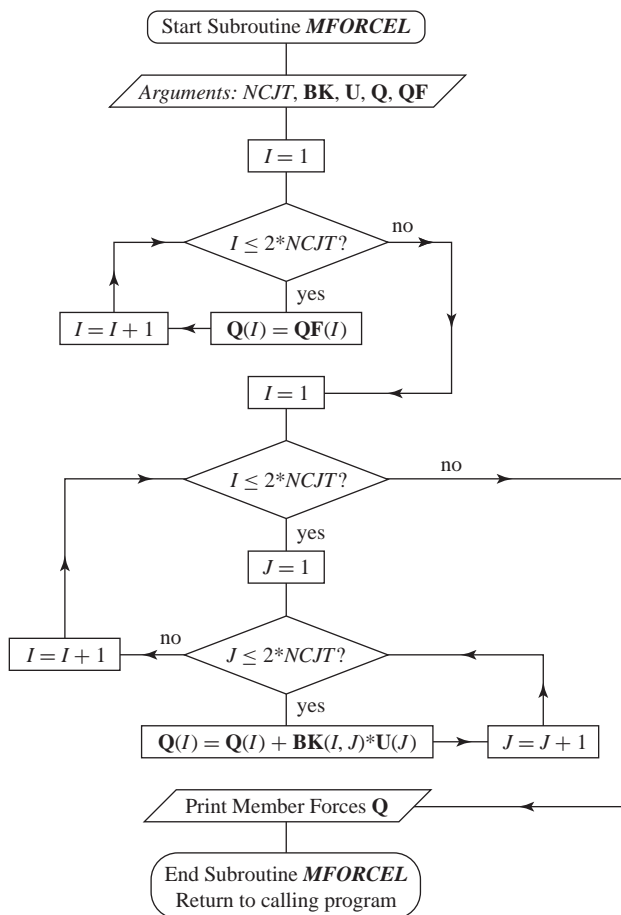 Start Subroutine MFORCEL
Arguments: NCJT, BK, U, Q, QF
I = 1
I ≤ 2*NCJT?
no
yes
I = I + 1
Q(I) = QF(I)
I = 1
I ≤ 2*NCJT?
no
yes
J = 1
no
I = I + 1
J ≤ 2*NCJT?
yes
Q(I) = Q(I) + BK(I, J)*U(J)
J = J + 1
Print Member Forces Q
End Subroutine MFORCEL
Return to calling program